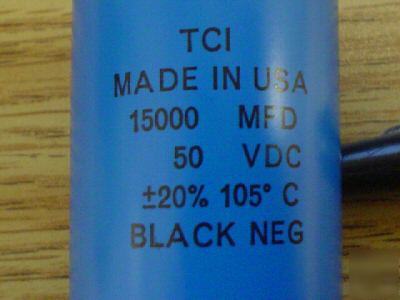 TCI
MADE IN USA
15000 MFD
50 VDC
±20% 105° C
BLACK NEG